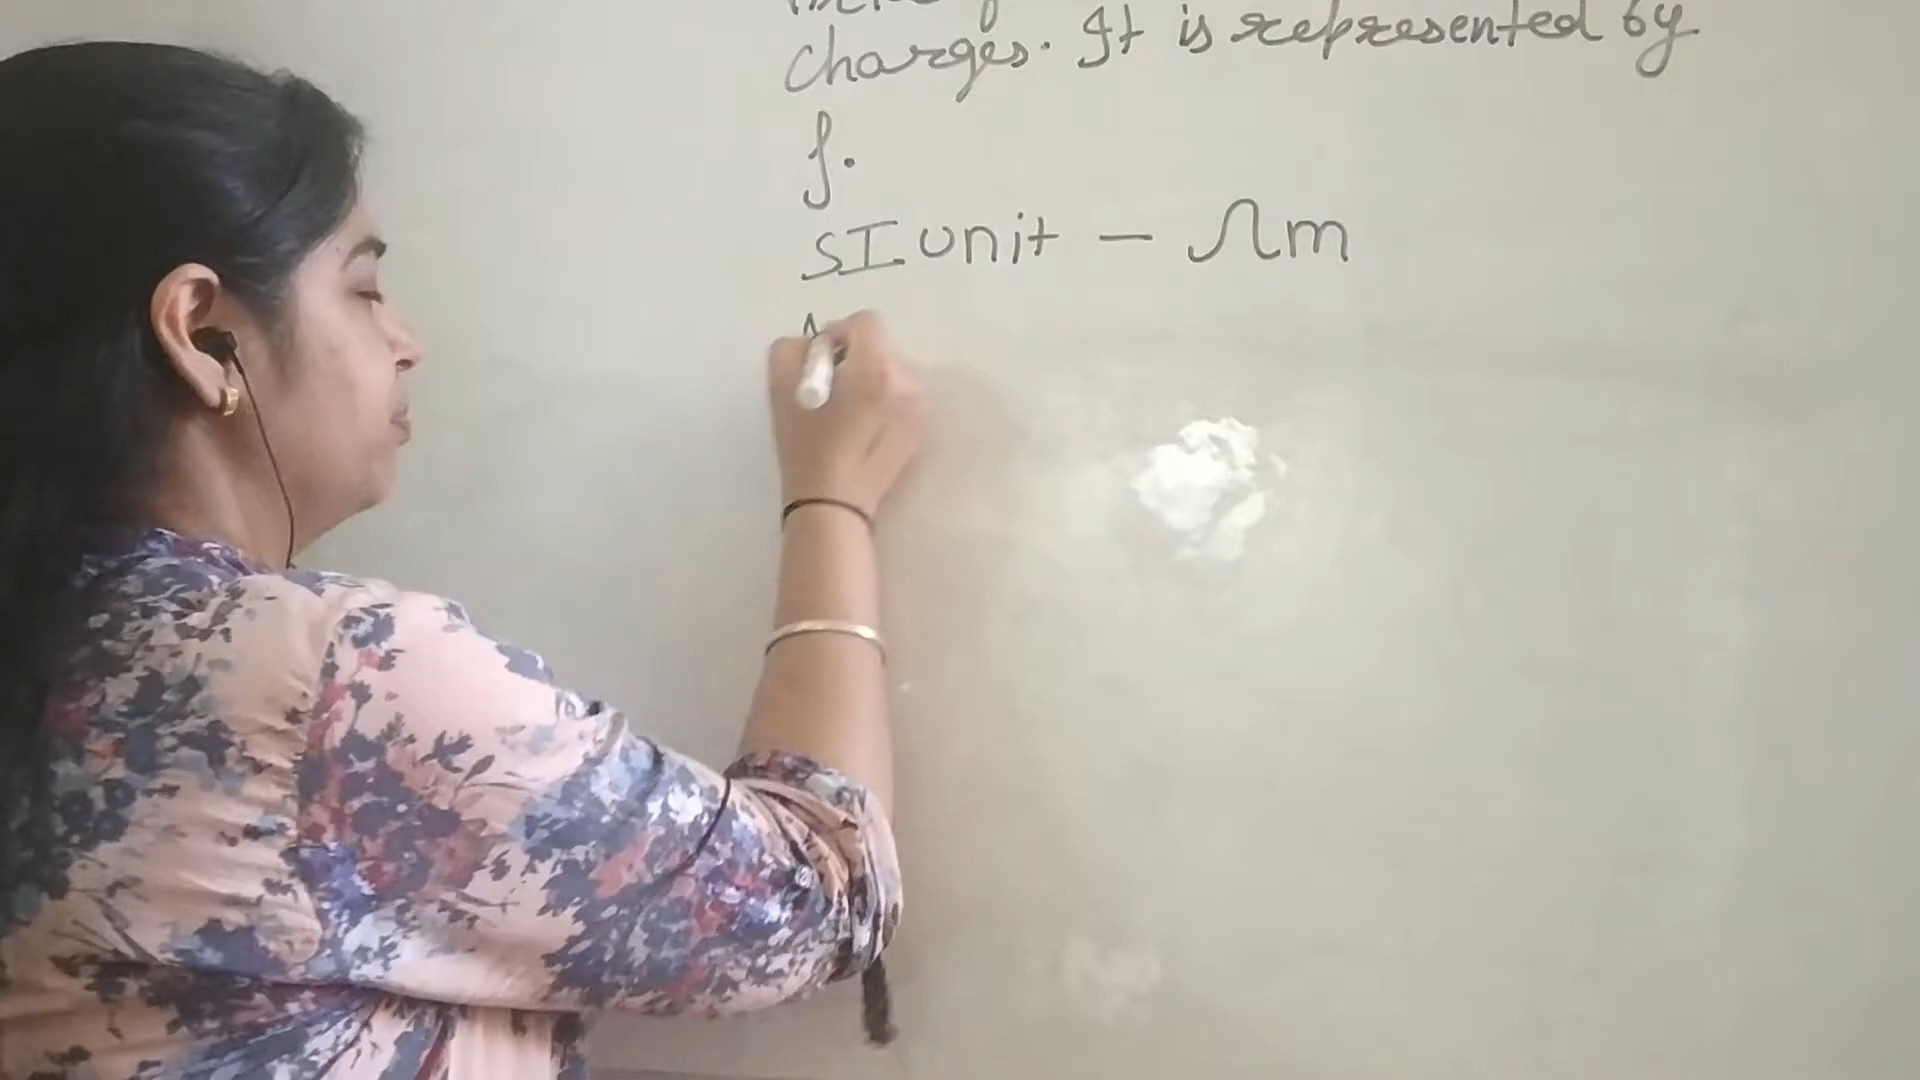 charges. It is represented by
ρ.
SI unit - Ωm